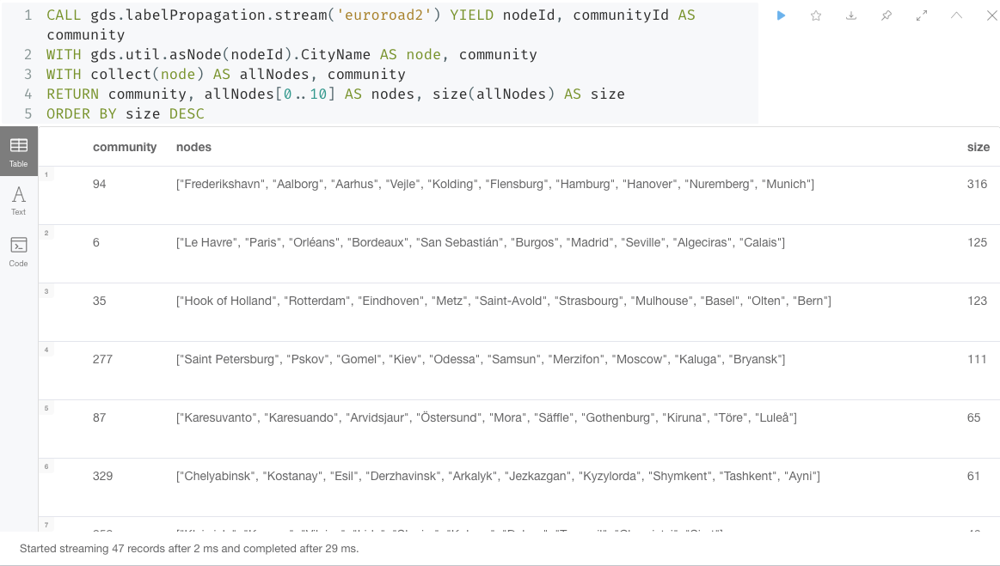 1 CALL gds.labelPropagation.stream('euroroad2') YIELD nodeId, communityId AS
community
2 WITH gds.util.asNode(nodeId).CityName AS node, community
3 WITH collect(node) AS allNodes, community
4 RETURN community, allNodes[0..10] AS nodes, size(allNodes) AS size
5 ORDER BY size DESC
Table
Text
Code
community nodes size
1 94 ["Frederikshavn", "Aalborg", "Aarhus", "Vejle", "Kolding", "Flensburg", "Hamburg", "Hanover", "Nuremberg", "Munich"] 316
2 6 ["Le Havre", "Paris", "Orléans", "Bordeaux", "San Sebastián", "Burgos", "Madrid", "Seville", "Algeciras", "Calais"] 125
3 35 ["Hook of Holland", "Rotterdam", "Eindhoven", "Metz", "Saint-Avold", "Strasbourg", "Mulhouse", "Basel", "Olten", "Bern"] 123
4 277 ["Saint Petersburg", "Pskov", "Gomel", "Kiev", "Odessa", "Samsun", "Merzifon", "Moscow", "Kaluga", "Bryansk"] 111
5 87 ["Karesuvanto", "Karesuando", "Arvidsjaur", "Östersund", "Mora", "Säffle", "Gothenburg", "Kiruna", "Töre", "Luleå"] 65
6 329 ["Chelyabinsk", "Kostanay", "Esil", "Derzhavinsk", "Arkalyk", "Jezkazgan", "Kyzylorda", "Shymkent", "Tashkent", "Ayni"] 61
7
Started streaming 47 records after 2 ms and completed after 29 ms.